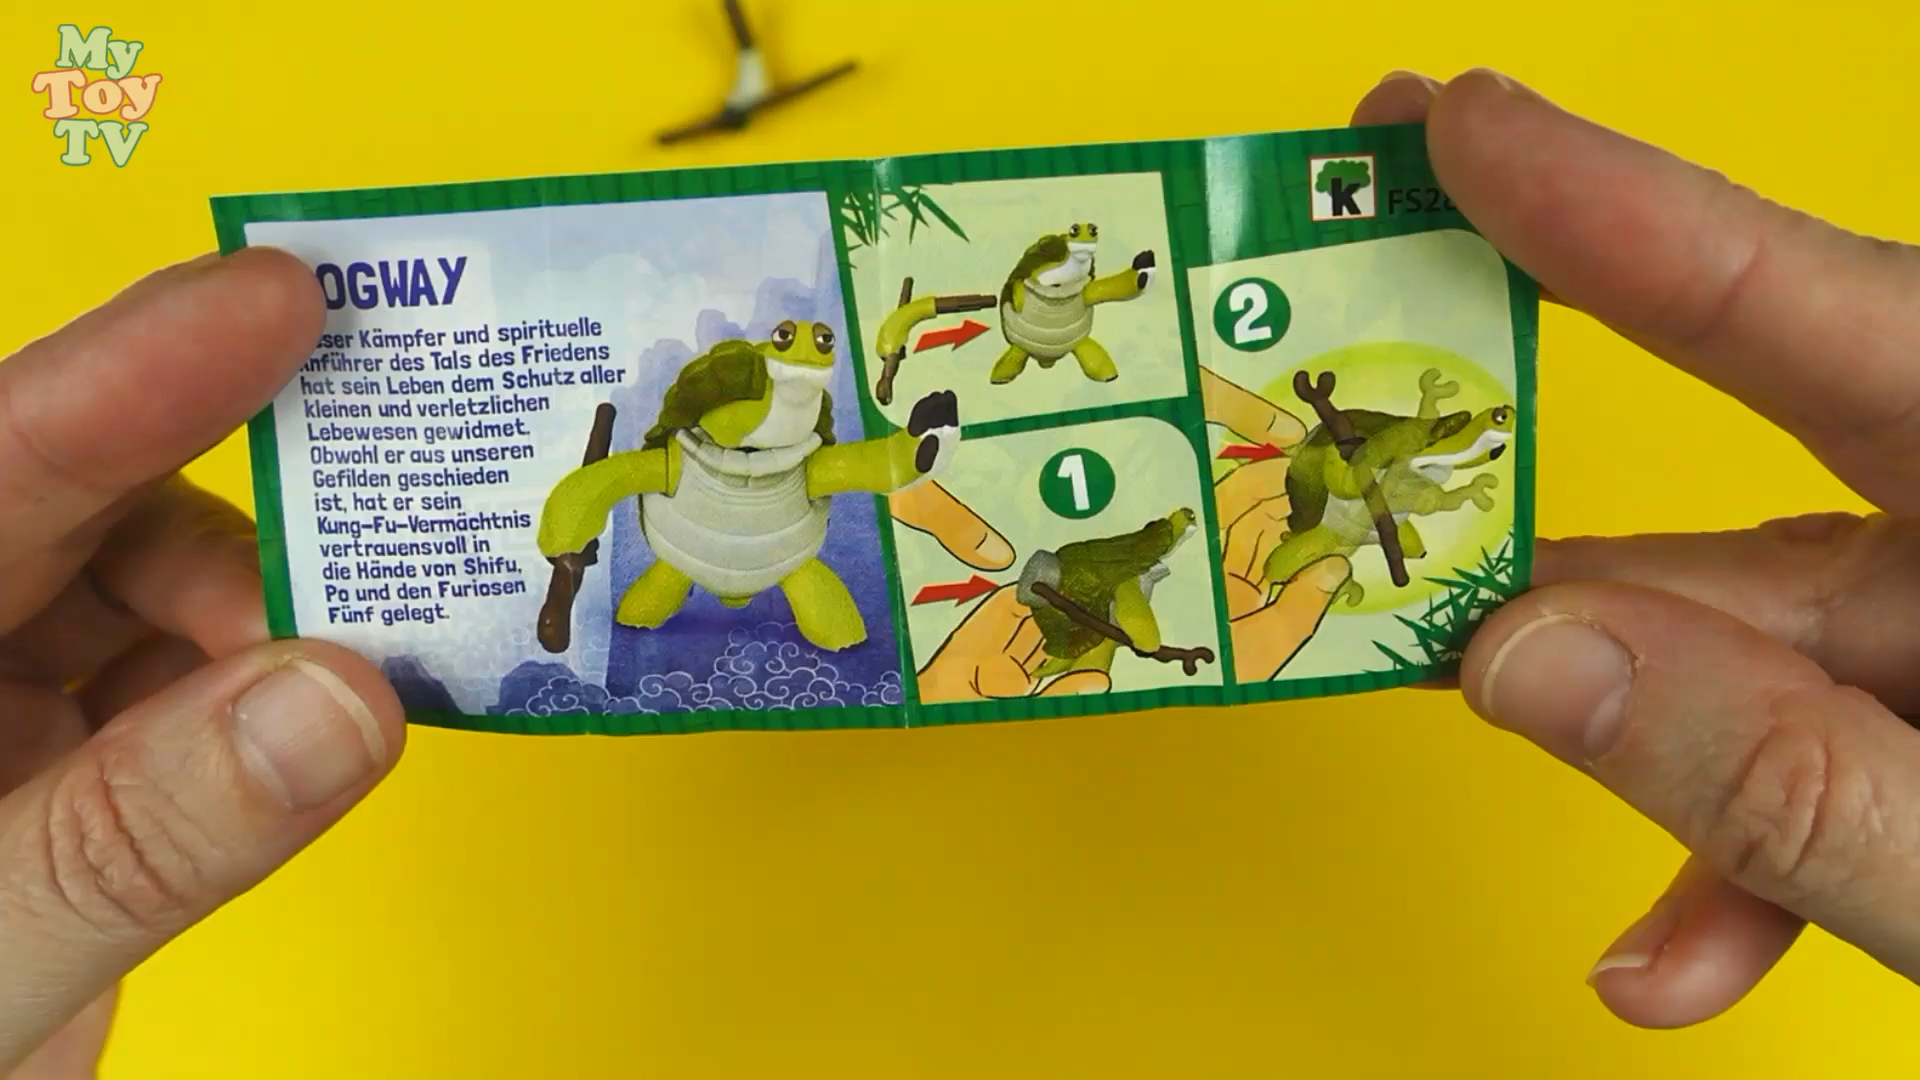 My
Toy
TV
OGWAY
Kämpfer und spirituelle
des Tals des Friedens
hat sein Leben dem Schutz aller
kleinen und verletzlichen
Lebewesen gewidmet.
Obwohl er aus unseren
Gefilden geschieden
ist, hat er sein
Kung-Fu-Vermächtnis
vertrauensvoll in
die Hände von Shifu,
Po und den Furiosen
Fünf gelegt.
1
2
k